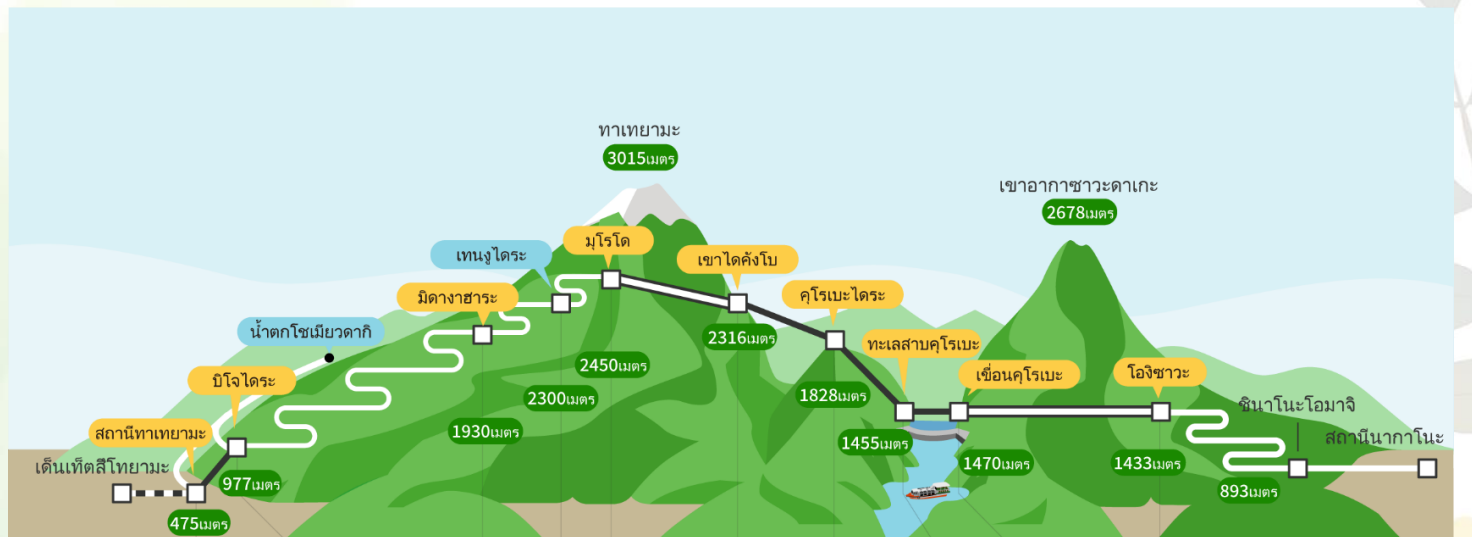 ทาเทยามะ
3015เมตร
เขาอากาซาวะดาเกะ
2678เมตร
มุโรโด
เทนงูไดระ
เขาไดคังโบ
มิดางาฮาระ
คุโรเบะไดระ
น้ำตกโชเมียวดากิ
2316เมตร
ทะเลสาบคุโรเบะ
2450เมตร
บิโจไดระ
เขื่อนคุโรเบะ
โองิซาวะ
1828เมตร
2300เมตร
ชินาโนะโอมาจิ
1930เมตร
สถานีทาเทยามะ
สถานีนากาโนะ
1455เมตร
เด็นเท็ตสึโทยามะ
1470เมตร
1433เมตร
977เมตร
893เมตร
475เมตร